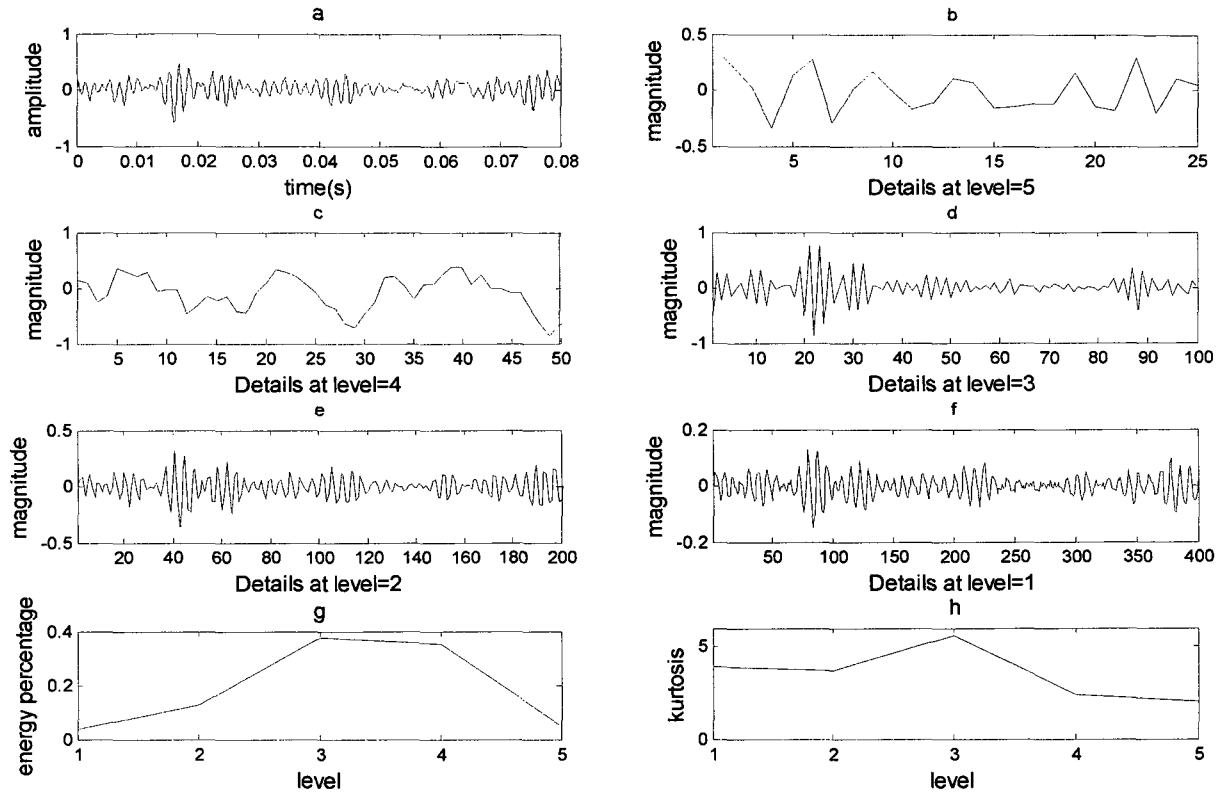 a
amplitude
1
0
-1
0 0.01 0.02 0.03 0.04 0.05 0.06 0.07 0.08
time(s)
b
magnitude
0.5
0
-0.5
5 10 15 20 25
Details at level=5
c
magnitude
1
0
-1
5 10 15 20 25 30 35 40 45 50
Details at level=4
d
magnitude
1
0
-1
10 20 30 40 50 60 70 80 90 100
Details at level=3
e
magnitude
0.5
0
-0.5
20 40 60 80 100 120 140 160 180 200
Details at level=2
f
magnitude
0.2
0
-0.2
50 100 150 200 250 300 350 400
Details at level=1
g
energy percentage
0.4
0.2
0
1 2 3 4 5
level
h
kurtosis
5
0
1 2 3 4 5
level